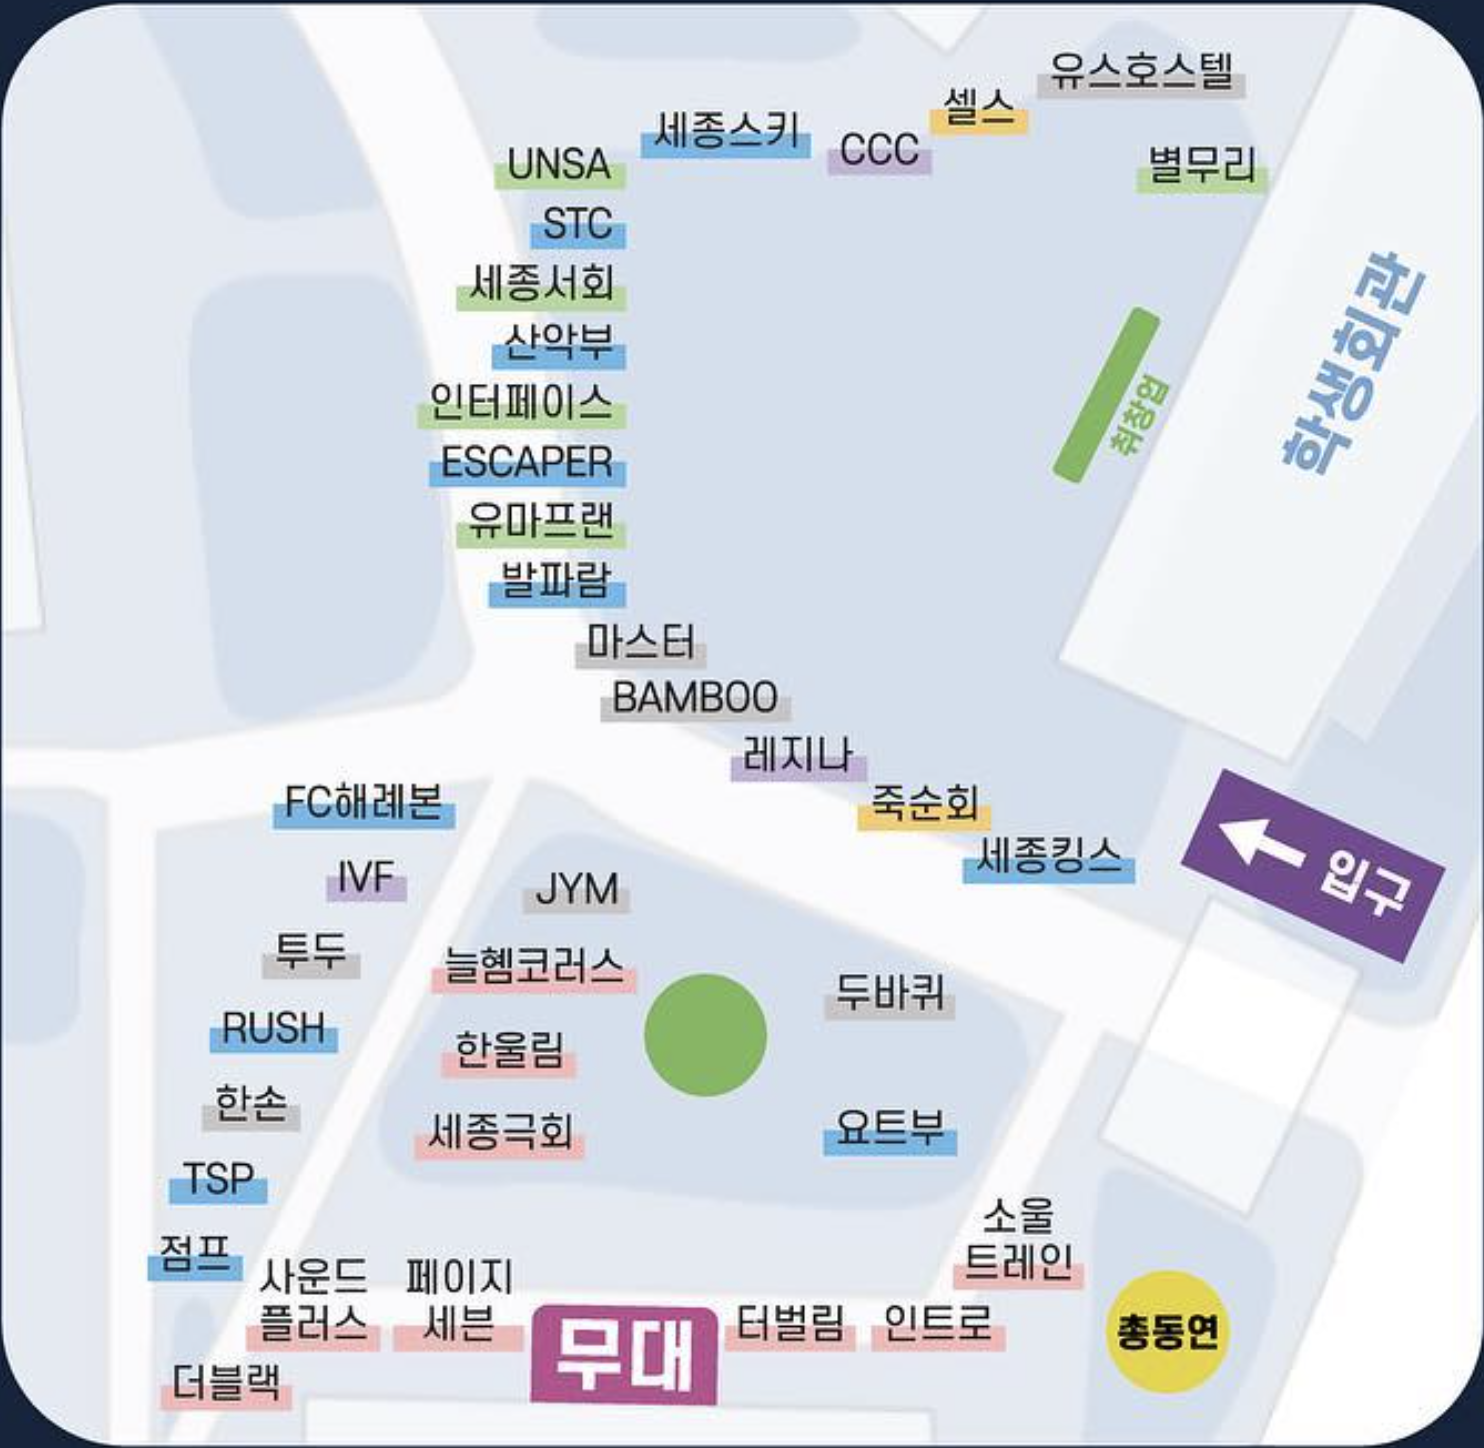 유스호스텔
셀스
세종스키
CCC
UNSA
별무리
STC
세종서회
산악부
학생회관
인터페이스
취창업
ESCAPER
유마프랜
발파람
마스터
BAMBOO
레지나
FC해례본
죽순회
세종킹스
입구
IVF
JYM
투두
늘혬코러스
두바퀴
RUSH
한울림
한손
세종극회
요트부
TSP
소울
트레인
점프
사운드
플러스
페이지
세븐
무대
터벌림
인트로
총동연
더블랙